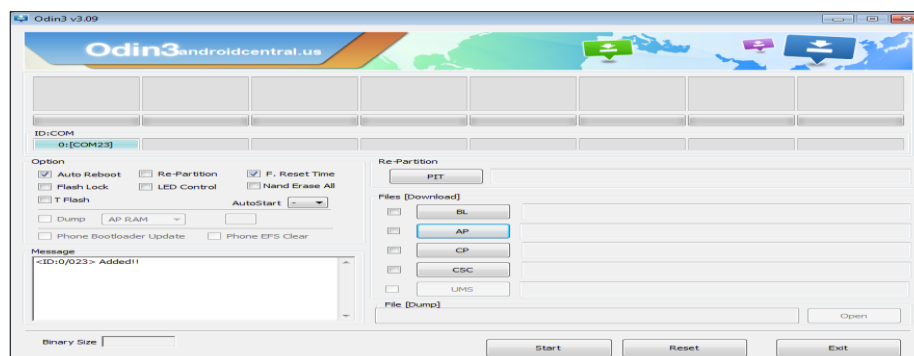 Odin3 v3.09
Odin3androidcentral.us
ID:COM
0:[COM23]
Option
Auto Reboot Re-Partition F. Reset Time
Flash Lock LED Control Nand Erase All
T Flash AutoStart -
Dump AP RAM
Phone Bootloader Update Phone EFS Clear
Message
<ID:0/023> Added!!
Re-Partition
PIT
Files [Download]
BL
AP
CP
CSC
UMS
File [Dump]
Open
Binary Size
Start Reset Exit